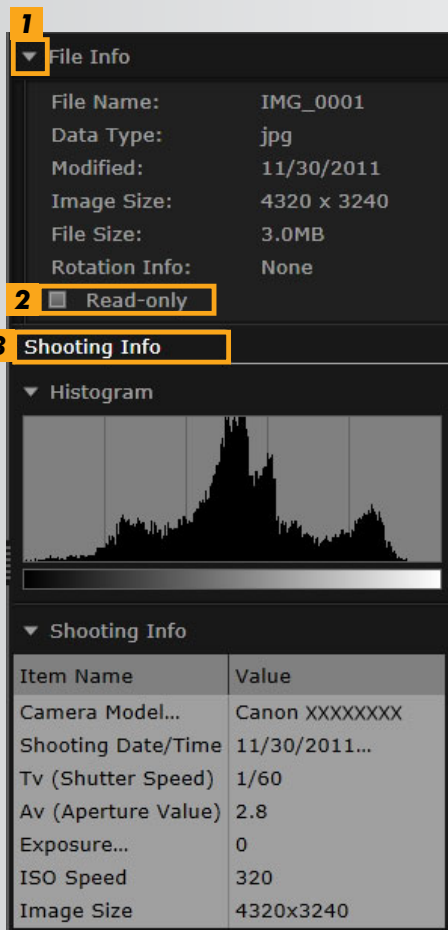 1
File Info
File Name: IMG_0001
Data Type: jpg
Modified: 11/30/2011
Image Size: 4320 x 3240
File Size: 3.0MB
Rotation Info: None
2 Read-only
3 Shooting Info
Histogram
Shooting Info
Item Name Value
Camera Model... Canon XXXXXXXX
Shooting Date/Time 11/30/2011...
Tv (Shutter Speed) 1/60
Av (Aperture Value) 2.8
Exposure... 0
ISO Speed 320
Image Size 4320x3240